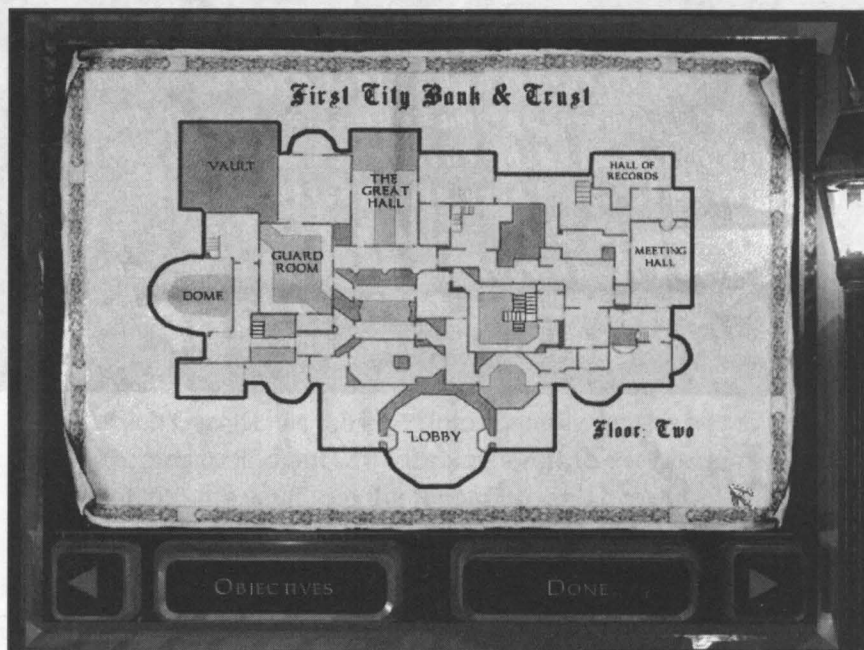 First City Bank & Trust
VAULT
THE
GREAT
HALL
HALL OF
RECORDS
GUARD
ROOM
MEETING
HALL
DOME
LOBBY
Floor: Two
OBJECTIVES
DONE